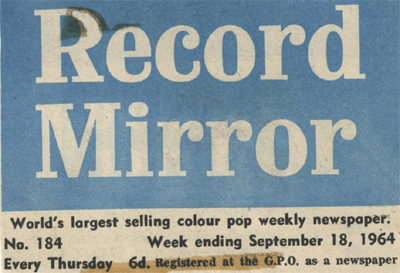 Record
Mirror
World's largest selling colour pop weekly newspaper.
No. 184 Week ending September 18, 1964
Every Thursday 6d. Registered at the G.P.O. as a newspaper